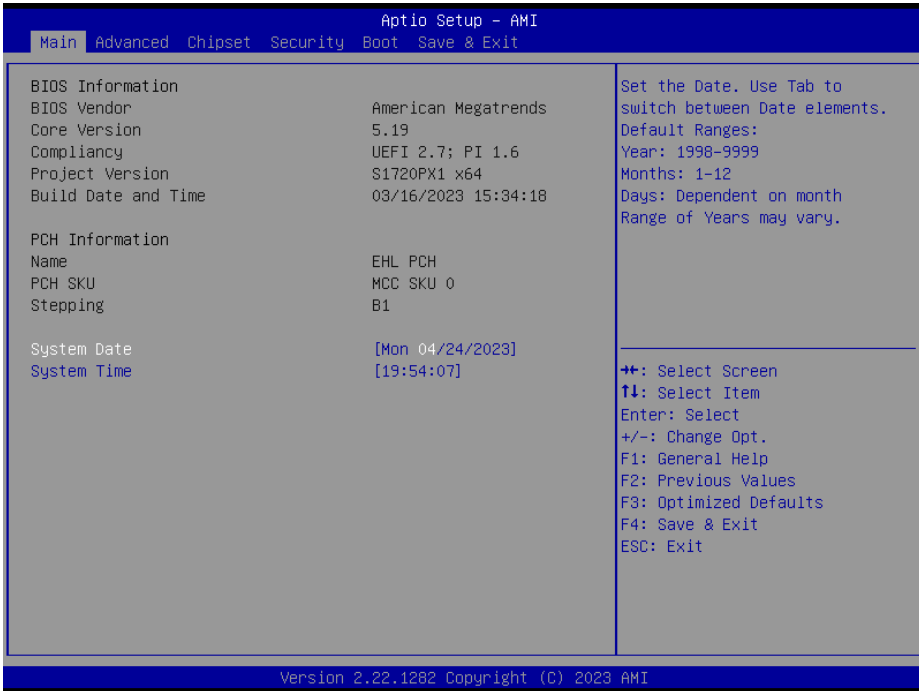 Aptio Setup – AMI
Main Advanced Chipset Security Boot Save & Exit
BIOS Information
BIOS Vendor American Megatrends
Core Version 5.19
Compliancy UEFI 2.7; PI 1.6
Project Version S1720PX1 x64
Build Date and Time 03/16/2023 15:34:18
PCH Information
Name EHL PCH
PCH SKU MCC SKU 0
Stepping B1
System Date [Mon 04/24/2023]
System Time [19:54:07]
Set the Date. Use Tab to
switch between Date elements.
Default Ranges:
Year: 1998-9999
Months: 1-12
Days: Dependent on month
Range of Years may vary.
→←: Select Screen
↑↓: Select Item
Enter: Select
+/-: Change Opt.
F1: General Help
F2: Previous Values
F3: Optimized Defaults
F4: Save & Exit
ESC: Exit
Version 2.22.1282 Copyright (C) 2023 AMI